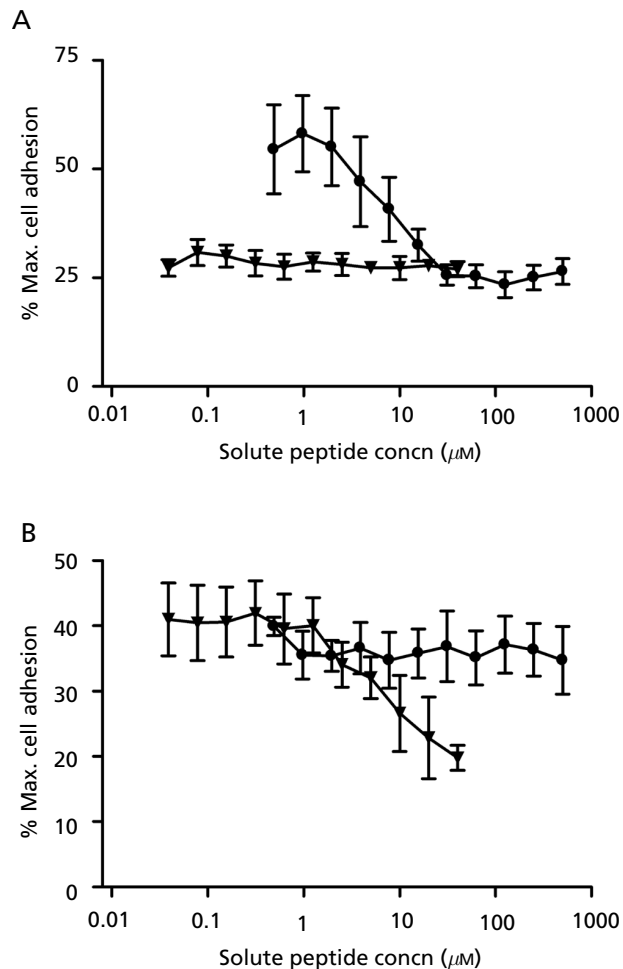 A
75
50
25
0
% Max. cell adhesion
0.01 0.1 1 10 100 1000
Solute peptide concn (μM)
B
50
40
30
20
10
0
% Max. cell adhesion
0.01 0.1 1 10 100 1000
Solute peptide concn (μM)